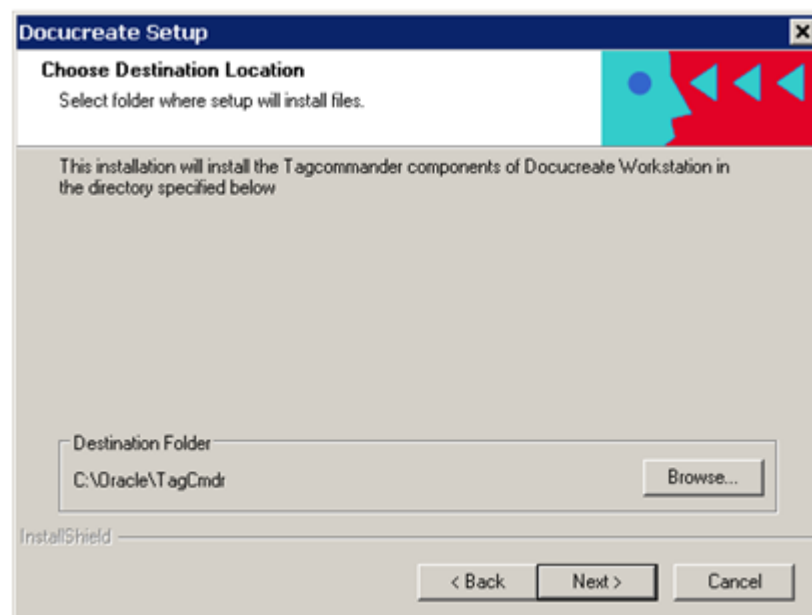 Docucreate Setup
Choose Destination Location
Select folder where setup will install files.
This installation will install the Tagcommander components of Docucreate Workstation in
the directory specified below
Destination Folder
C:\Oracle\TagCmdr
Browse...
InstallShield
< Back
Next >
Cancel